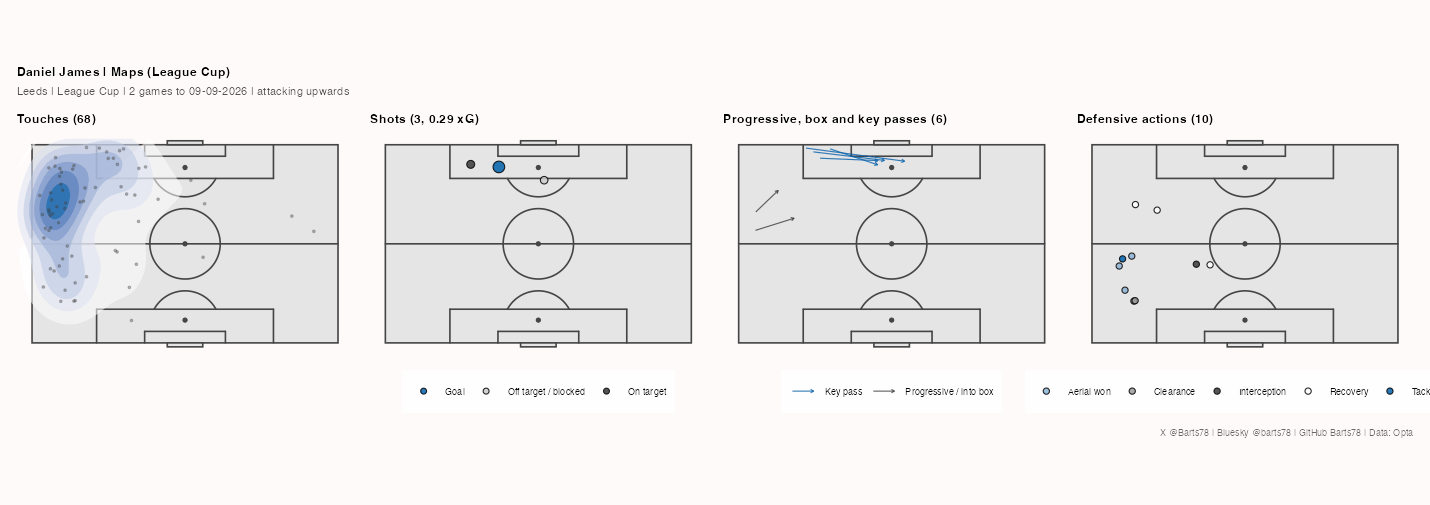 Daniel James | Maps (League Cup)
Leeds | League Cup | 2 games to 09-09-2026 | attacking upwards
Touches (68)
Shots (3, 0.29 xG)
Progressive, box and key passes (6)
Defensive actions (10)
Goal
Off target / blocked
On target
Key pass
Progressive / into box
Aerial won
Clearance
Interception
Recovery
Tack
X @Barts78 | Bluesky @barts78 | GitHub Barts78 | Data: Opta